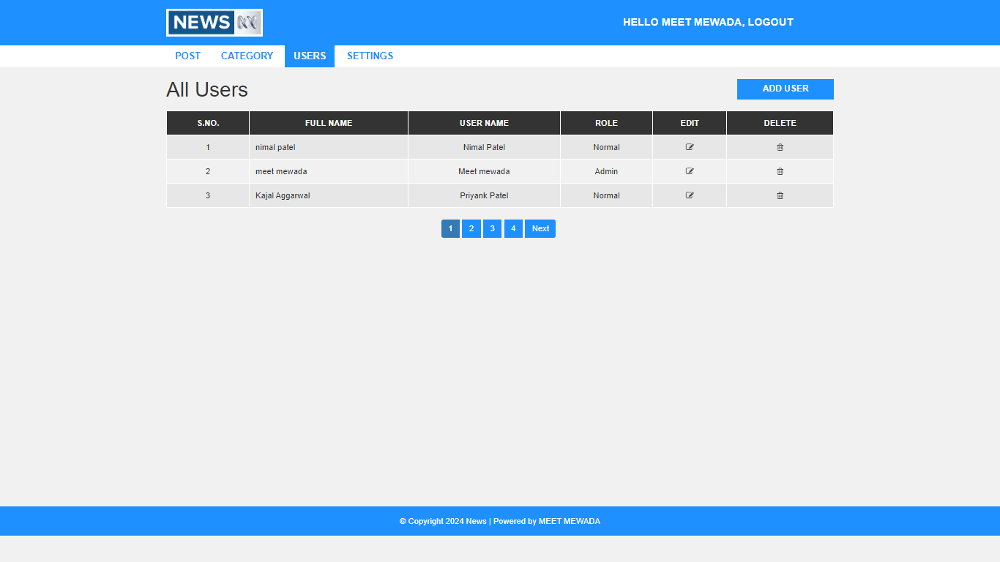 NEWS
HELLO MEET MEWADA, LOGOUT
POST CATEGORY USERS SETTINGS
All Users
ADD USER
S.NO. FULL NAME USER NAME ROLE EDIT DELETE
1 nimal patel Nimal Patel Normal
2 meet mewada Meet mewada Admin
3 Kajal Aggarwal Priyank Patel Normal
1 2 3 4 Next
© Copyright 2024 News | Powered by MEET MEWADA